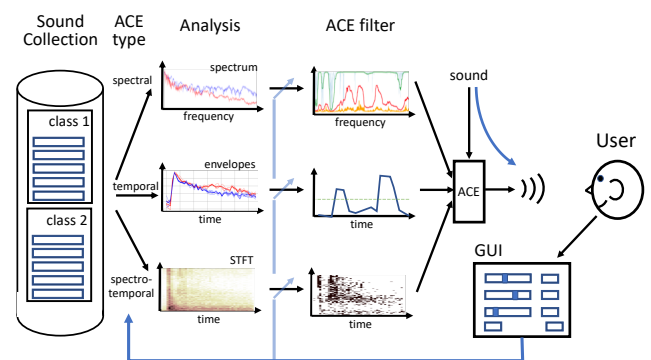 Sound
Collection
ACE
type
Analysis
ACE filter
class 1
class 2
spectral
temporal
spectro-
temporal
spectrum
frequency
envelopes
time
STFT
time
frequency
time
time
sound
ACE
User
GUI